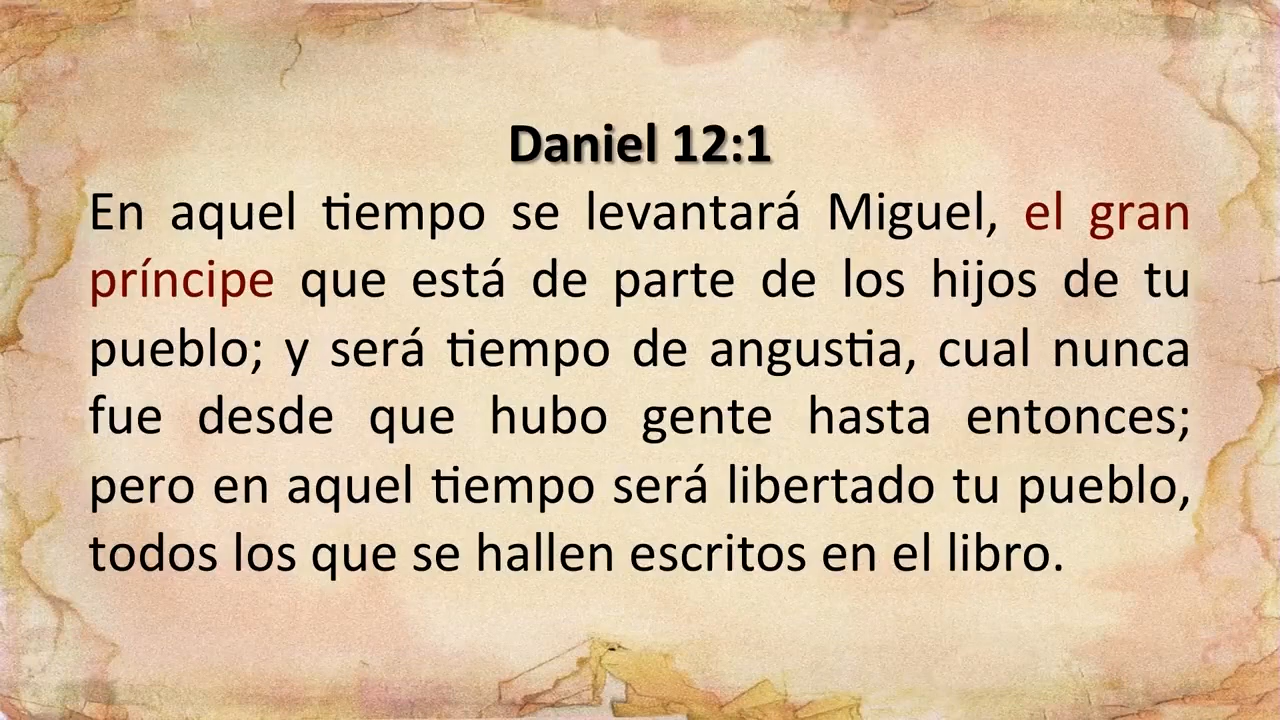 Daniel 12:1
En aquel tiempo se levantará Miguel, el gran
príncipe que está de parte de los hijos de tu
pueblo; y será tiempo de angustia, cual nunca
fue desde que hubo gente hasta entonces;
pero en aquel tiempo será libertado tu pueblo,
todos los que se hallen escritos en el libro.